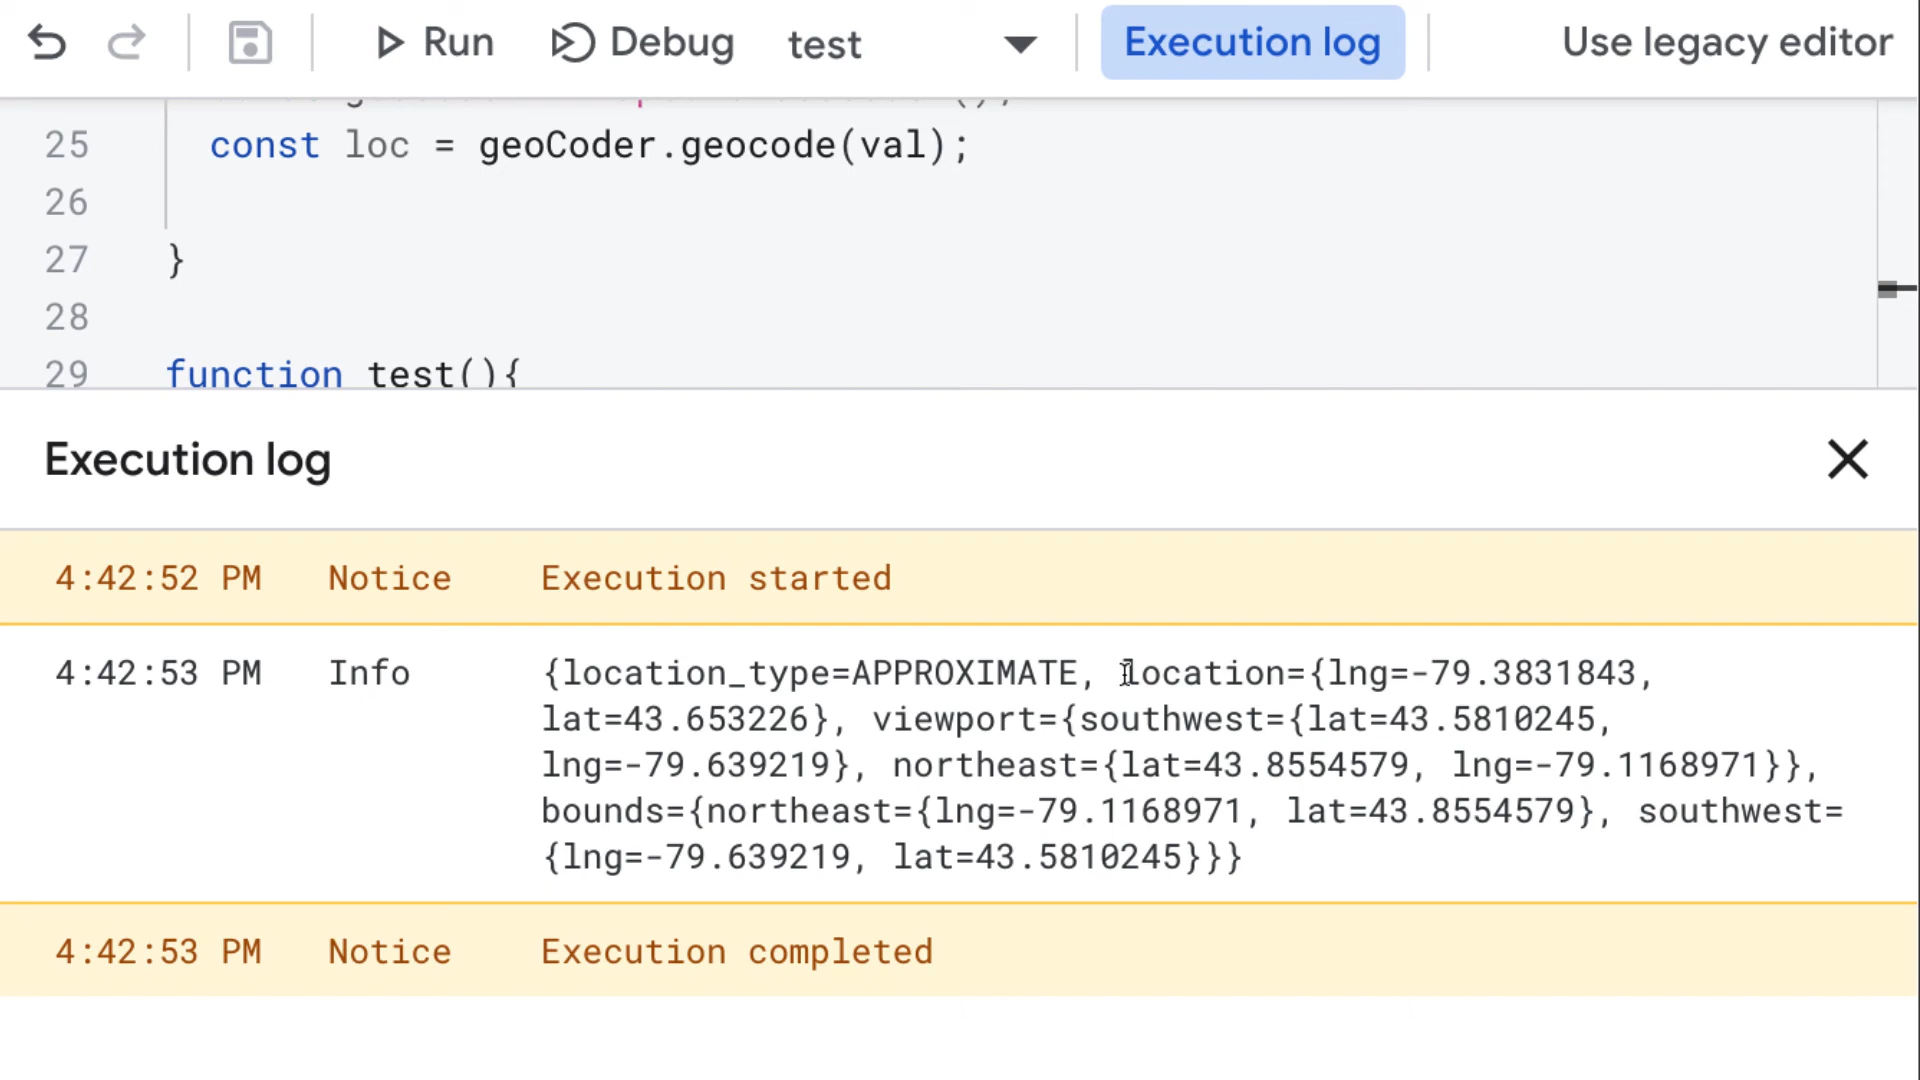 Run Debug test Execution log Use legacy editor
25 const loc = geoCoder.geocode(val);
26
27 }
28
29 function test(){
Execution log
4:42:52 PM Notice Execution started
4:42:53 PM Info {location_type=APPROXIMATE, location={lng=-79.3831843,
lat=43.653226}, viewport={southwest={lat=43.5810245,
lng=-79.639219}, northeast={lat=43.8554579, lng=-79.1168971}},
bounds={northeast={lng=-79.1168971, lat=43.8554579}, southwest=
{lng=-79.639219, lat=43.5810245}}}
4:42:53 PM Notice Execution completed